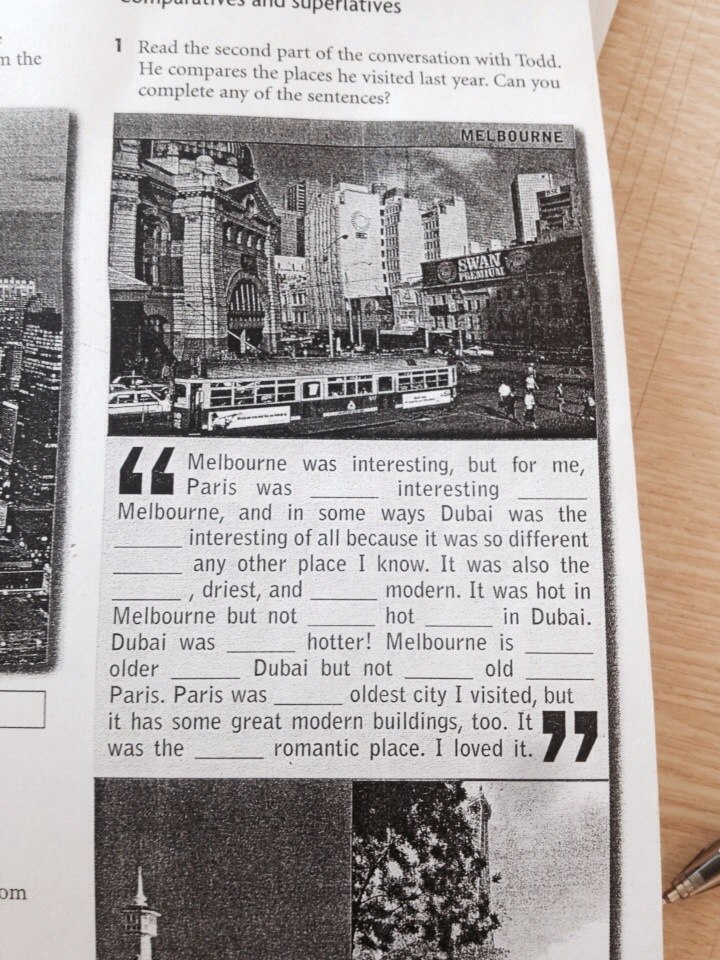 Comparatives and superlatives
1 Read the second part of the conversation with Todd.
He compares the places he visited last year. Can you
complete any of the sentences?
n the
MELBOURNE
SWAN
PREMIUM
“ Melbourne was interesting, but for me,
Paris was ______ interesting ______
Melbourne, and in some ways Dubai was the
______ interesting of all because it was so different
______ any other place I know. It was also the
______ , driest, and ______ modern. It was hot in
Melbourne but not ______ hot ______ in Dubai.
Dubai was ______ hotter! Melbourne is ______
older ______ Dubai but not ______ old ______
Paris. Paris was ______ oldest city I visited, but
it has some great modern buildings, too. It
was the ______ romantic place. I loved it. ”
om